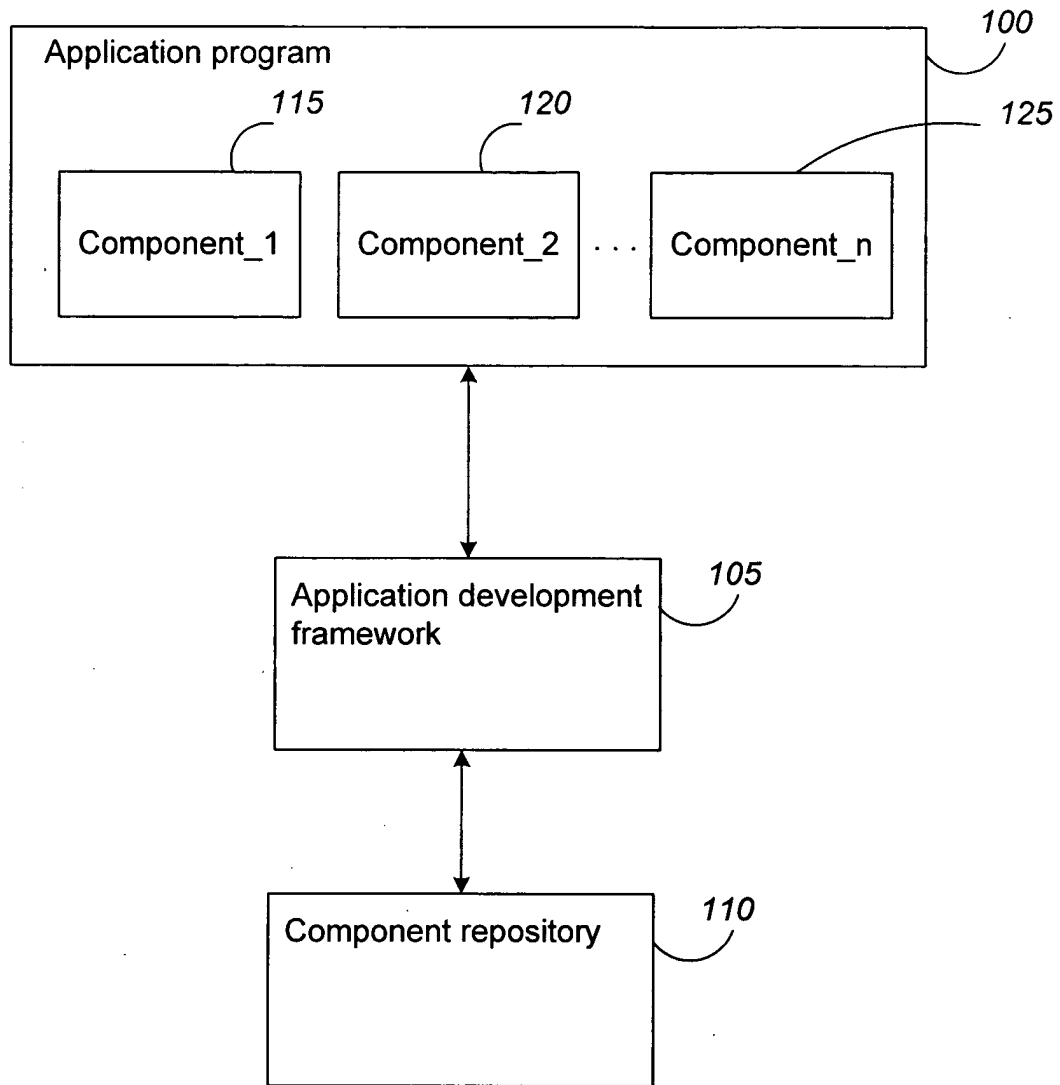 100
Application program
115
120
125
Component_1
Component_2
. . .
Component_n
105
Application development
framework
110
Component repository